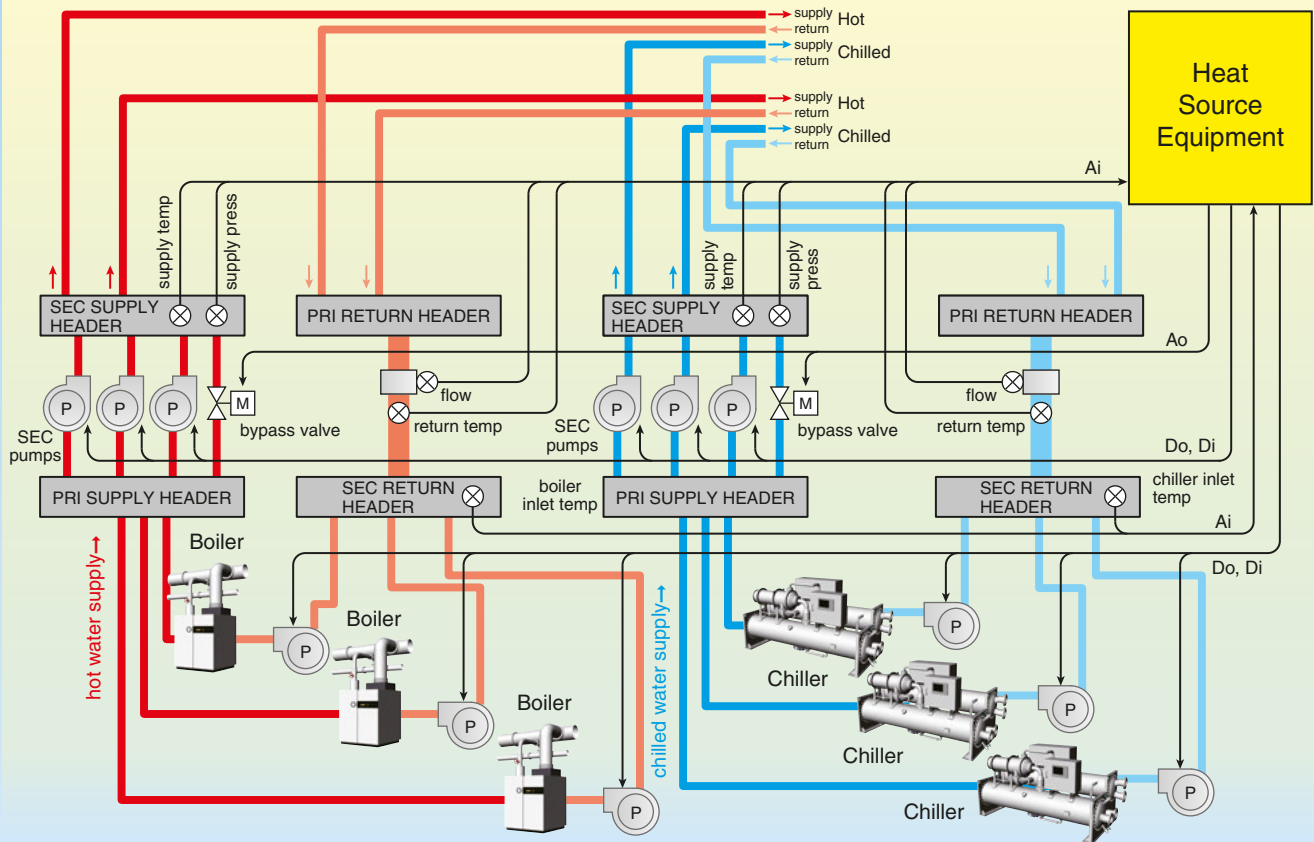 supply
Hot
return
supply
Chilled
return
supply
Hot
return
supply
Chilled
return
Heat
Source
Equipment
Ai
supply temp
supply press
supply
temp
supply
press
SEC SUPPLY
HEADER
PRI RETURN HEADER
SEC SUPPLY
HEADER
PRI RETURN HEADER
Ao
P
P
P
M
flow
P
P
P
M
flow
SEC
pumps
bypass valve
return temp
SEC
pumps
bypass valve
return temp
Do, Di
PRI SUPPLY HEADER
SEC RETURN
HEADER
boiler
inlet temp
PRI SUPPLY HEADER
SEC RETURN
HEADER
chiller inlet
temp
Ai
Do, Di
hot water supply→
Boiler
P
Boiler
P
Boiler
P
chilled water supply→
P
Chiller
P
Chiller
P
Chiller